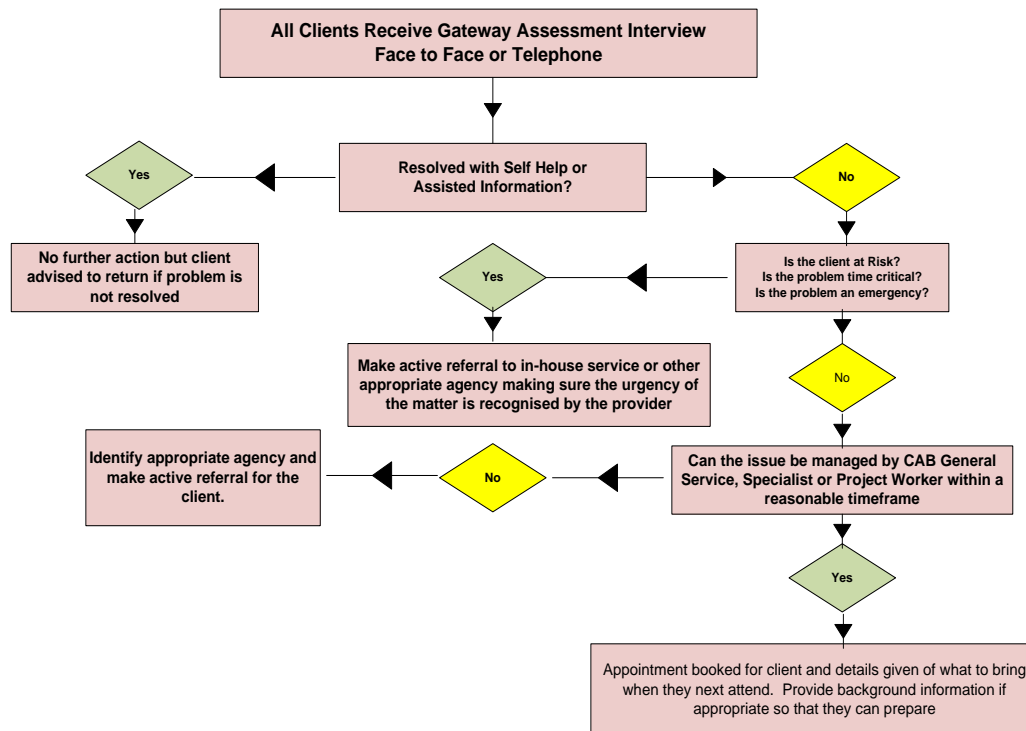 All Clients Receive Gateway Assessment Interview
Face to Face or Telephone
Resolved with Self Help or
Assisted Information?
Yes
No
No further action but client
advised to return if problem is
not resolved
Is the client at Risk?
Is the problem time critical?
Is the problem an emergency?
Yes
Make active referral to in-house service or other
appropriate agency making sure the urgency of
the matter is recognised by the provider
No
Can the issue be managed by CAB General
Service, Specialist or Project Worker within a
reasonable timeframe
No
Identify appropriate agency and
make active referral for the
client.
Yes
Appointment booked for client and details given of what to bring
when they next attend.  Provide background information if
appropriate so that they can prepare